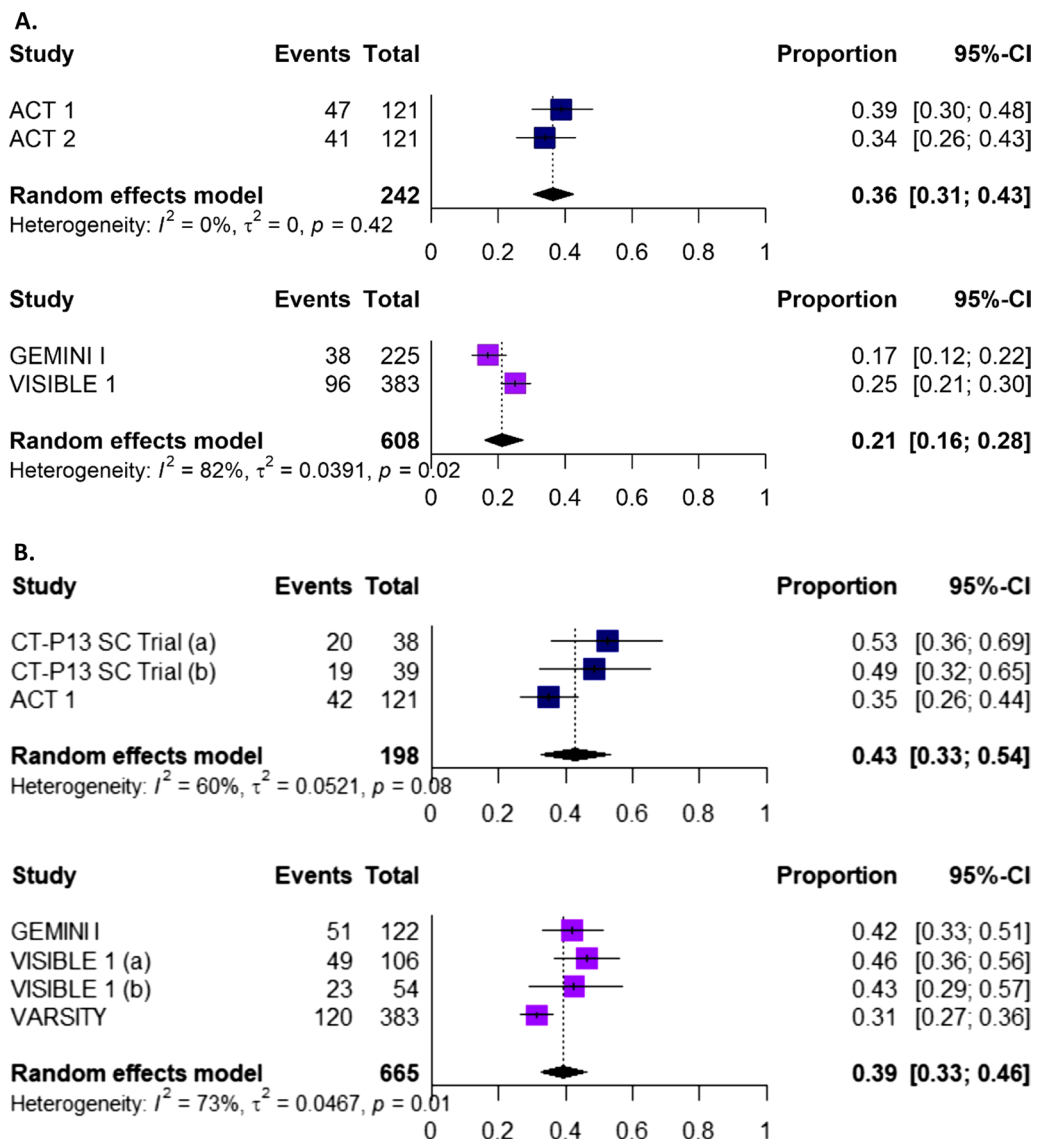 A.
Study Events Total Proportion 95%-CI
ACT 1 47 121 0.39 [0.30; 0.48]
ACT 2 41 121 0.34 [0.26; 0.43]
Random effects model 242 0.36 [0.31; 0.43]
Heterogeneity: I² = 0%, τ² = 0, p = 0.42
0 0.2 0.4 0.6 0.8 1
Study Events Total Proportion 95%-CI
GEMINI I 38 225 0.17 [0.12; 0.22]
VISIBLE 1 96 383 0.25 [0.21; 0.30]
Random effects model 608 0.21 [0.16; 0.28]
Heterogeneity: I² = 82%, τ² = 0.0391, p = 0.02
0 0.2 0.4 0.6 0.8 1
B.
Study Events Total Proportion 95%-CI
CT-P13 SC Trial (a) 20 38 0.53 [0.36; 0.69]
CT-P13 SC Trial (b) 19 39 0.49 [0.32; 0.65]
ACT 1 42 121 0.35 [0.26; 0.44]
Random effects model 198 0.43 [0.33; 0.54]
Heterogeneity: I² = 60%, τ² = 0.0521, p = 0.08
0 0.2 0.4 0.6 0.8 1
Study Events Total Proportion 95%-CI
GEMINI I 51 122 0.42 [0.33; 0.51]
VISIBLE 1 (a) 49 106 0.46 [0.36; 0.56]
VISIBLE 1 (b) 23 54 0.43 [0.29; 0.57]
VARSITY 120 383 0.31 [0.27; 0.36]
Random effects model 665 0.39 [0.33; 0.46]
Heterogeneity: I² = 73%, τ² = 0.0467, p = 0.01
0 0.2 0.4 0.6 0.8 1